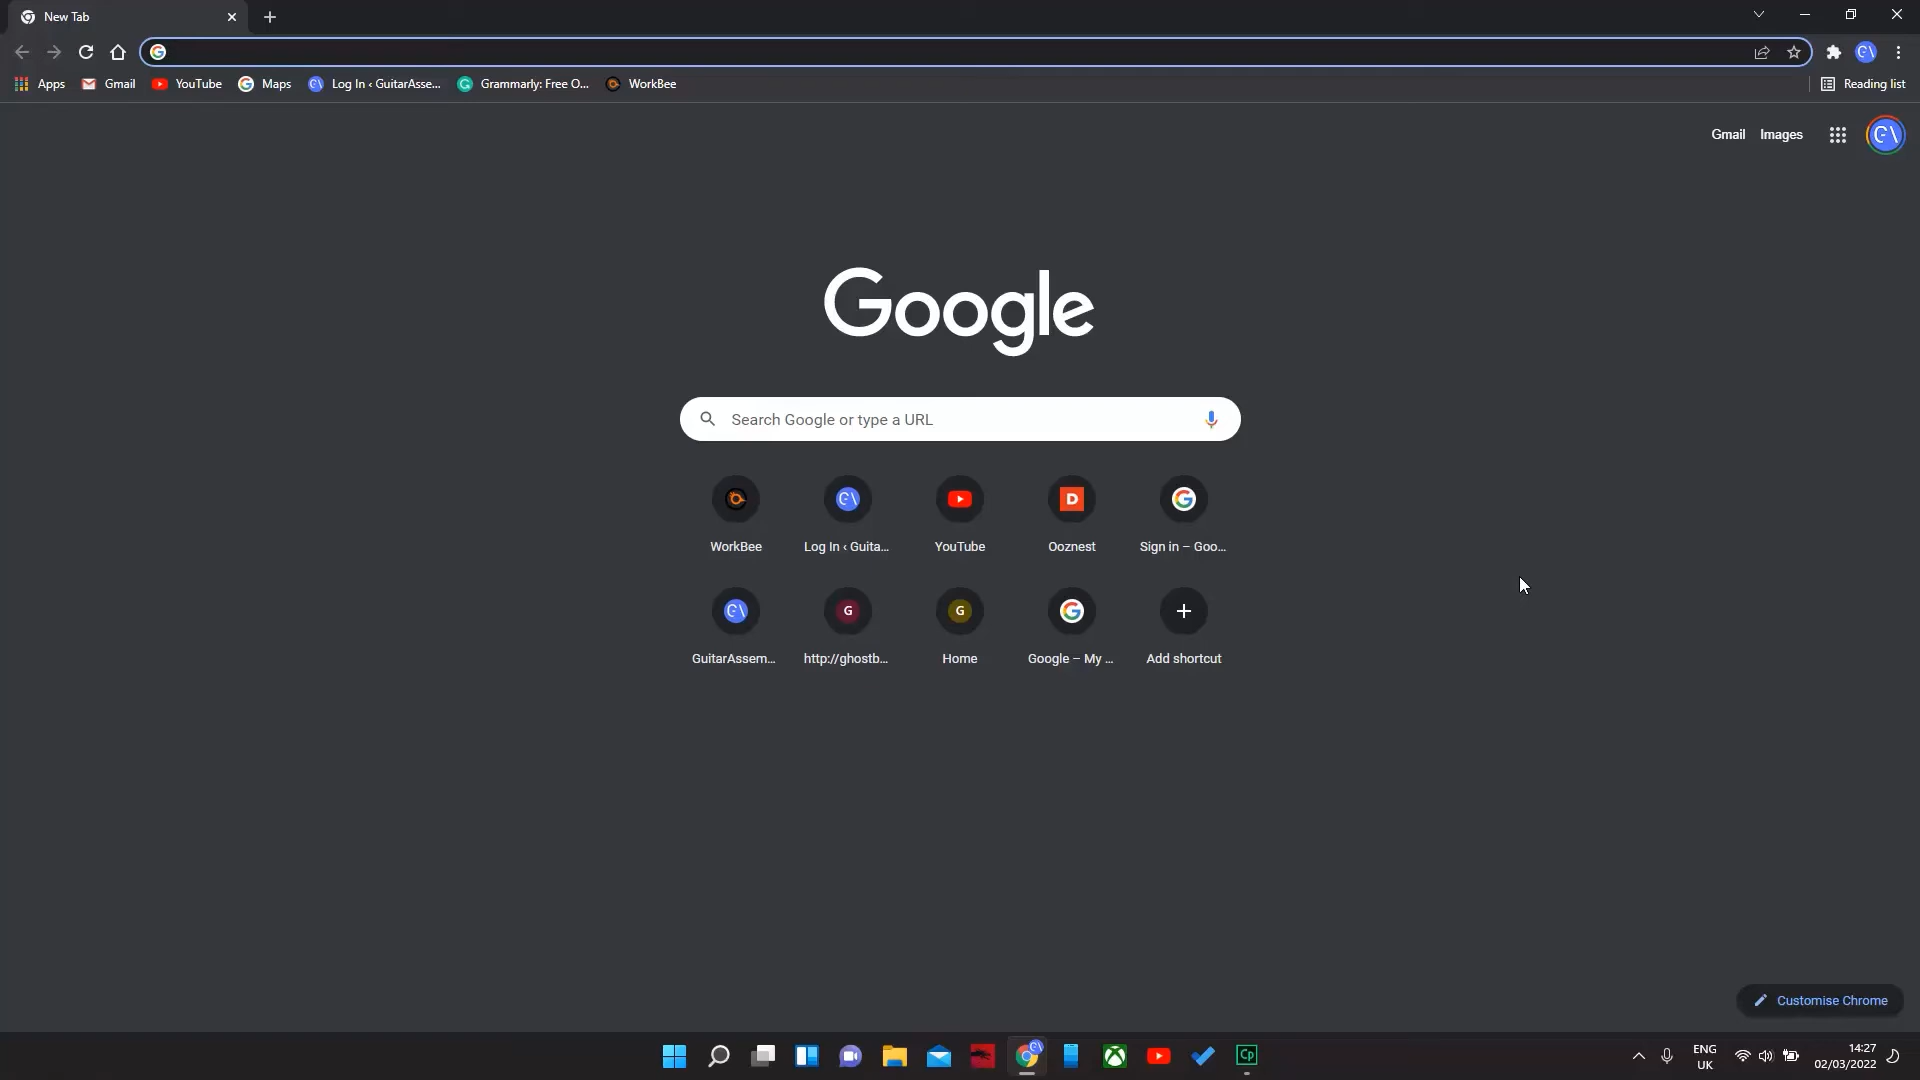 New Tab
Apps
Gmail
YouTube
Maps
Log In ‹ GuitarAsse...
Grammarly: Free O...
WorkBee
Reading list
Gmail
Images
Google
Search Google or type a URL
WorkBee
Log In ‹ Guita...
YouTube
D
Ooznest
Sign in – Goo...
GuitarAssem...
G
http://ghostb...
G
Home
Google – My ...
Add shortcut
Customise Chrome
Cp
ENG
UK
14:27
02/03/2022